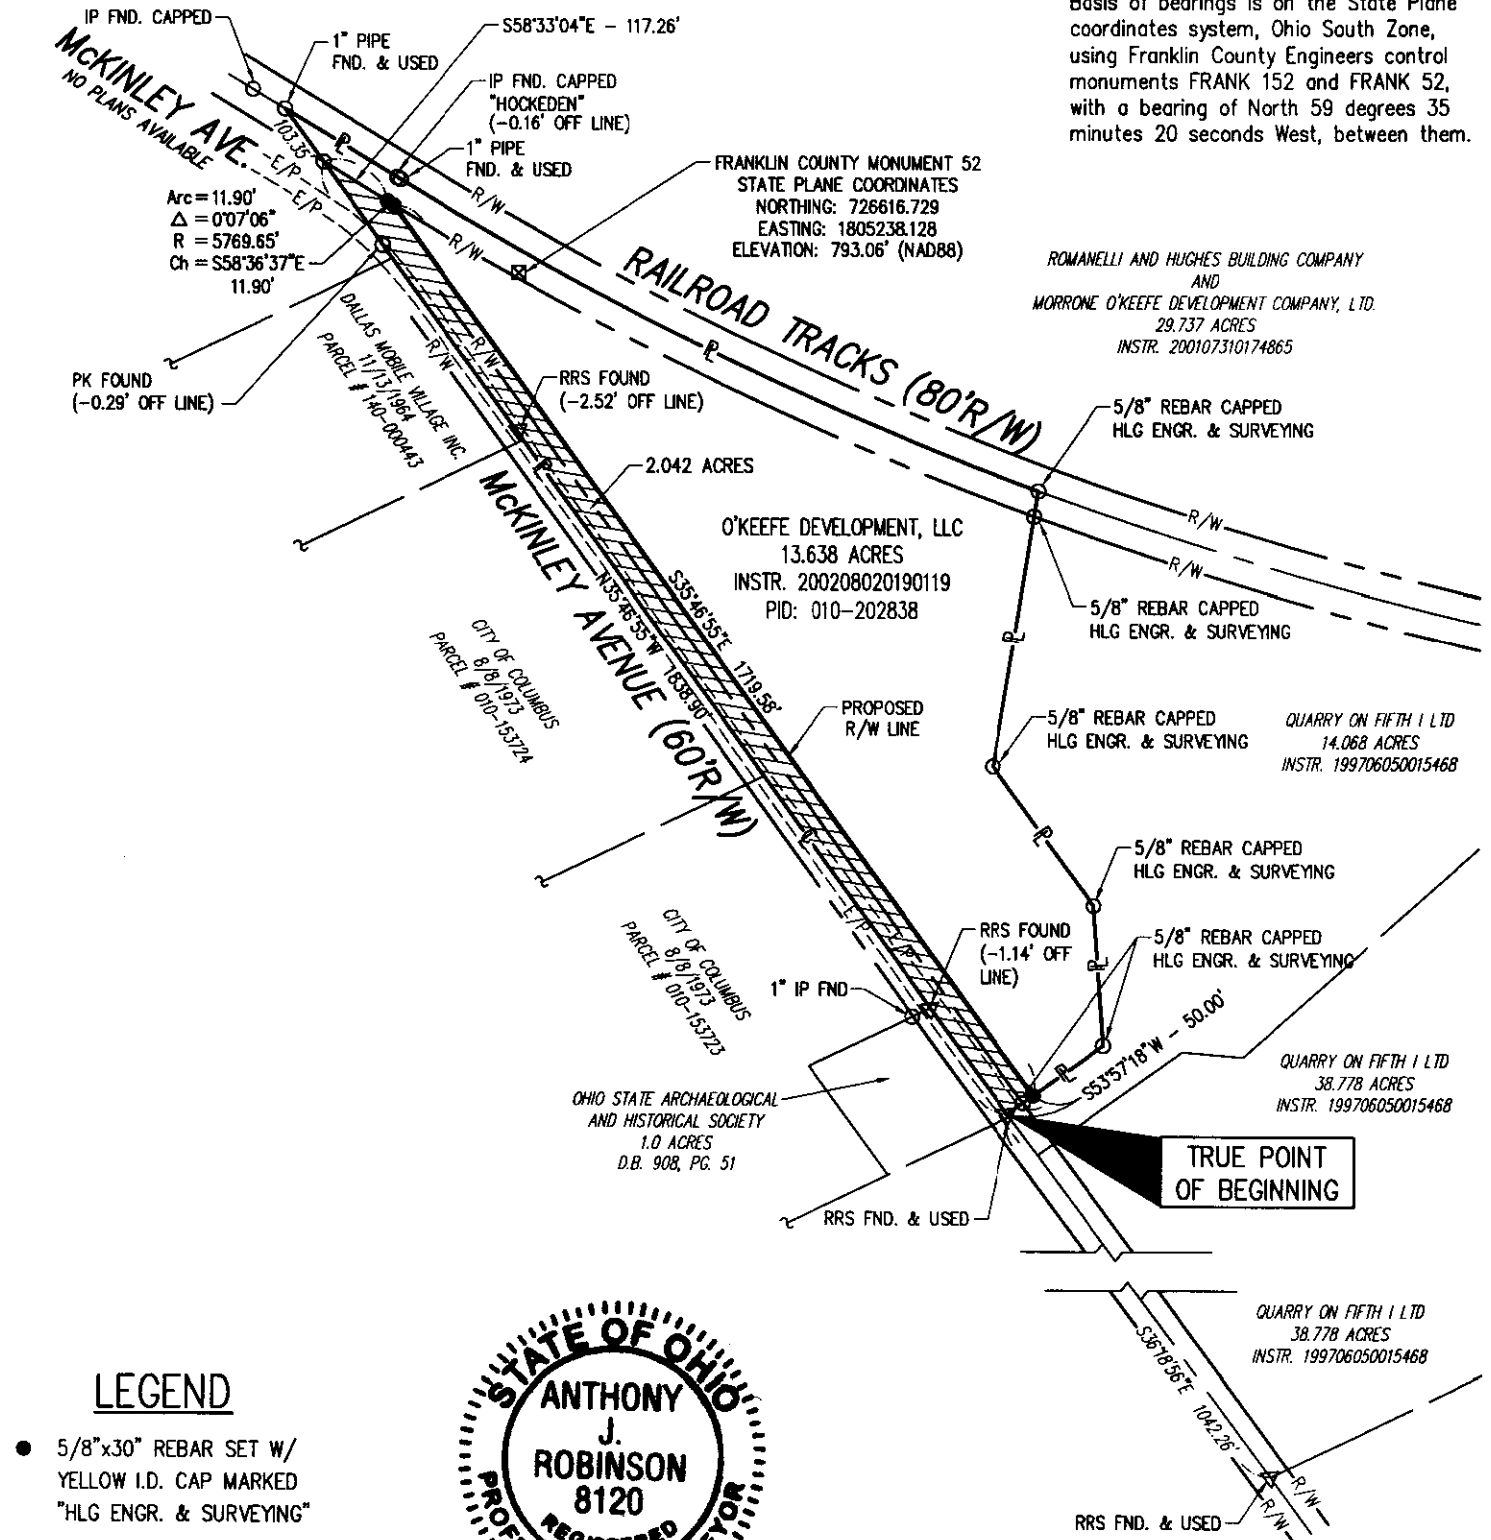 IP FND. CAPPED
1" PIPE
FND. & USED
S58°33'04"E - 117.26'
Basis of bearings is on the State Plane
coordinates system, Ohio South Zone,
using Franklin County Engineers control
monuments FRANK 152 and FRANK 52,
with a bearing of North 59 degrees 35
minutes 20 seconds West, between them.
McKINLEY AVE.
NO PLANS AVAILABLE
103.35'
IP FND. CAPPED
"HOCKEDEN"
(-0.16' OFF LINE)
1" PIPE
FND. & USED
E/P
E/P
PL
R/W
R/W
Arc = 11.90'
Δ = 0°07'06"
R = 5769.65'
Ch = S58°36'37"E
11.90'
FRANKLIN COUNTY MONUMENT 52
STATE PLANE COORDINATES
NORTHING: 726616.729
EASTING: 1805238.128
ELEVATION: 793.06' (NAD88)
RAILROAD TRACKS (80'R/W)
PL
ROMANELLI AND HUGHES BUILDING COMPANY
AND
MORRONE O'KEEFE DEVELOPMENT COMPANY, LTD.
29.737 ACRES
INSTR. 200107310174865
PK FOUND
(-0.29' OFF LINE)
DALLAS MOBILE VILLAGE INC.
11/13/1964
PARCEL # 140-000443
R/W
R/W
RRS FOUND
(-2.52' OFF LINE)
5/8" REBAR CAPPED
HLG ENGR. & SURVEYING
2.042 ACRES
McKINLEY AVENUE (60'R/W)
O'KEEFE DEVELOPMENT, LLC
13.638 ACRES
INSTR. 200208020190119
PID: 010-202838
R/W
R/W
5/8" REBAR CAPPED
HLG ENGR. & SURVEYING
PL
N35°46'55"W 1838.90'
S35°46'55"E 1719.58'
CITY OF COLUMBUS
8/8/1973
PARCEL # 010-153724
PROPOSED
R/W LINE
5/8" REBAR CAPPED
HLG ENGR. & SURVEYING
QUARRY ON FIFTH I LTD
14.068 ACRES
INSTR. 199706050015468
PL
5/8" REBAR CAPPED
HLG ENGR. & SURVEYING
E/P
E/P
CITY OF COLUMBUS
8/8/1973
PARCEL # 010-153723
RRS FOUND
(-1.14' OFF
LINE)
1" IP FND
5/8" REBAR CAPPED
HLG ENGR. & SURVEYING
PL
PL
S53°57'18"W - 50.00'
QUARRY ON FIFTH I LTD
38.778 ACRES
INSTR. 199706050015468
OHIO STATE ARCHAEOLOGICAL
AND HISTORICAL SOCIETY
1.0 ACRES
D.B. 908, PG. 51
TRUE POINT
OF BEGINNING
RRS FND. & USED
QUARRY ON FIFTH I LTD
38.778 ACRES
INSTR. 199706050015468
S36°18'56"E 1042.26'
R/W
R/W
RRS FND. & USED
LEGEND
5/8"x30" REBAR SET W/
YELLOW I.D. CAP MARKED
"HLG ENGR. & SURVEYING"
STATE OF OHIO
ANTHONY
J.
ROBINSON
8120
REGISTERED